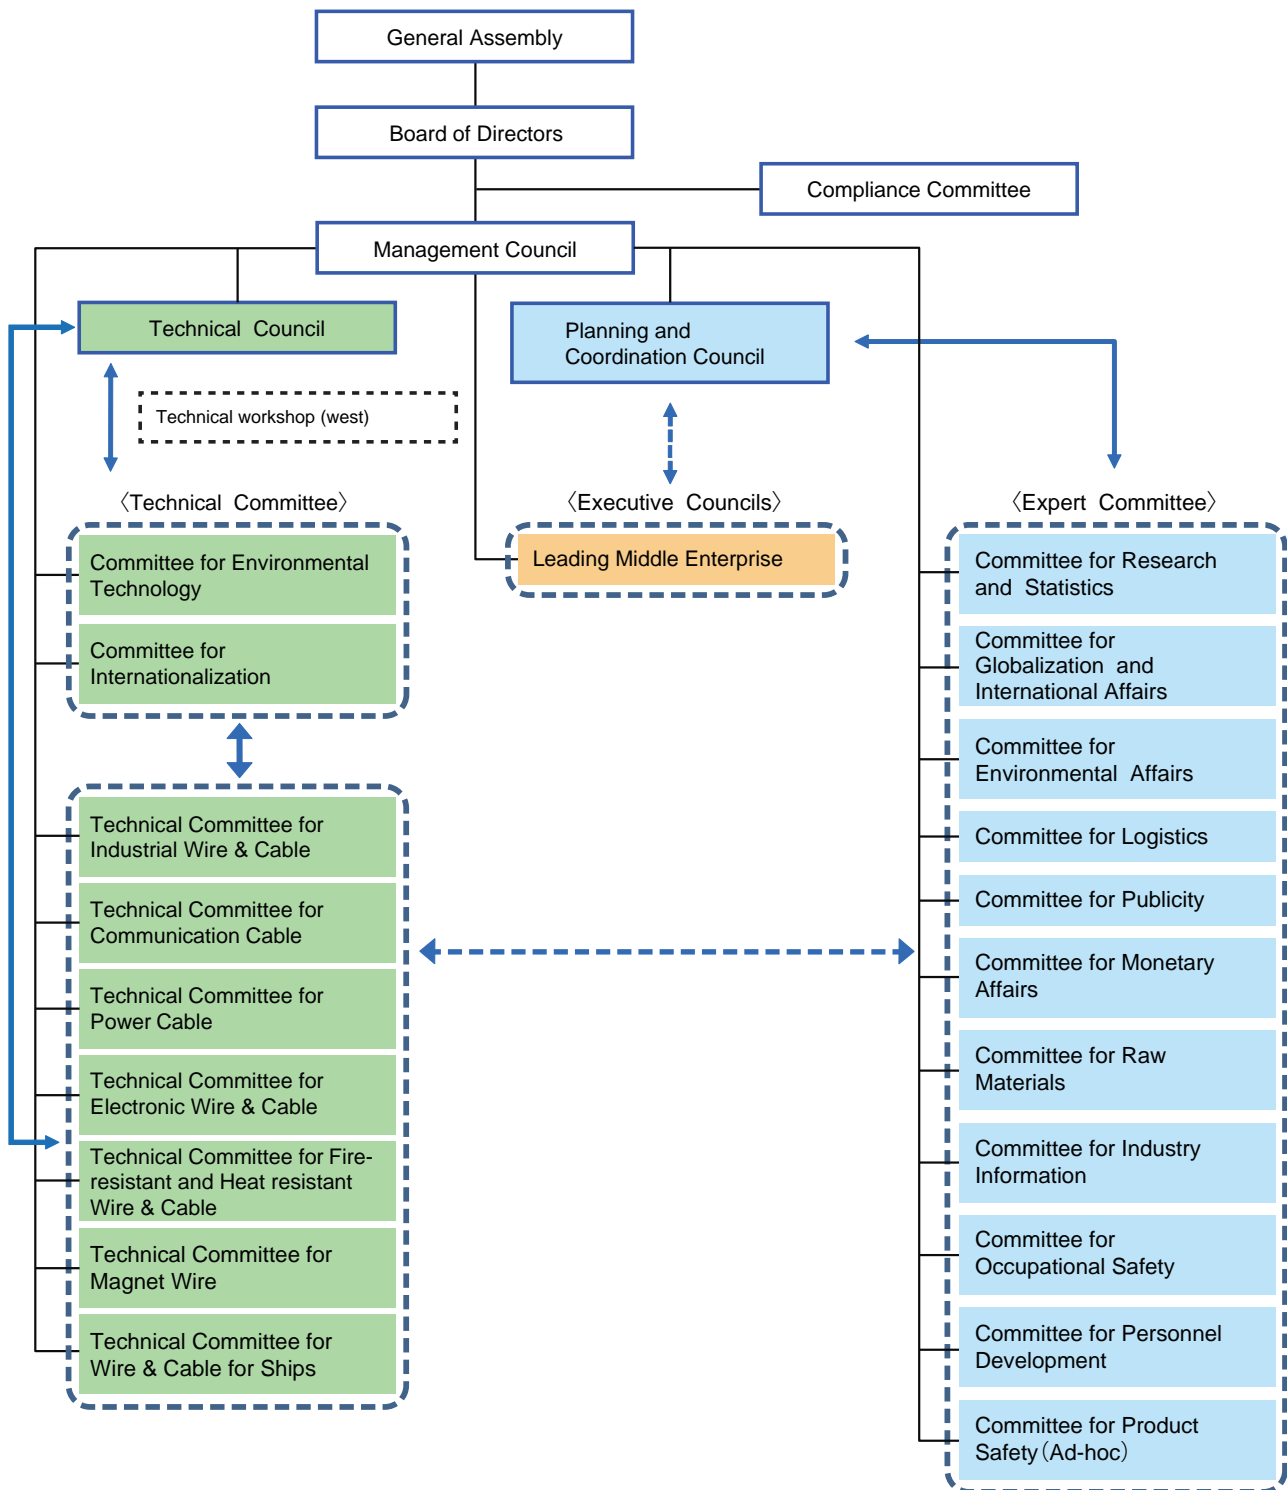 General Assembly
Board of Directors
Compliance Committee
Management Council
Technical Council
Planning and
Coordination Council
Technical workshop (west)
〈Technical Committee〉
〈Executive Councils〉
〈Expert Committee〉
Committee for Environmental
Technology
Committee for
Internationalization
Leading Middle Enterprise
Technical Committee for
Industrial Wire & Cable
Technical Committee for
Communication Cable
Technical Committee for
Power Cable
Technical Committee for
Electronic Wire & Cable
Technical Committee for Fire-
resistant and Heat resistant
Wire & Cable
Technical Committee for
Magnet Wire
Technical Committee for
Wire & Cable for Ships
Committee for Research
and Statistics
Committee for
Globalization and
International Affairs
Committee for
Environmental Affairs
Committee for Logistics
Committee for Publicity
Committee for Monetary
Affairs
Committee for Raw
Materials
Committee for Industry
Information
Committee for
Occupational Safety
Committee for Personnel
Development
Committee for Product
Safety（Ad-hoc）